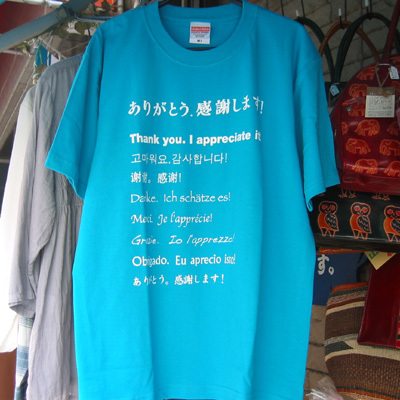 ありがとう.感謝します!
Thank you. I appreciate it
고마워요.감사합니다!
谢谢。感谢!
Danke. Ich schätze es!
Merci. Je l'apprécie!
Grazie. Io l'apprezzo!
Obrigado. Eu aprecio isto!
ありがとう。感謝します!
す。